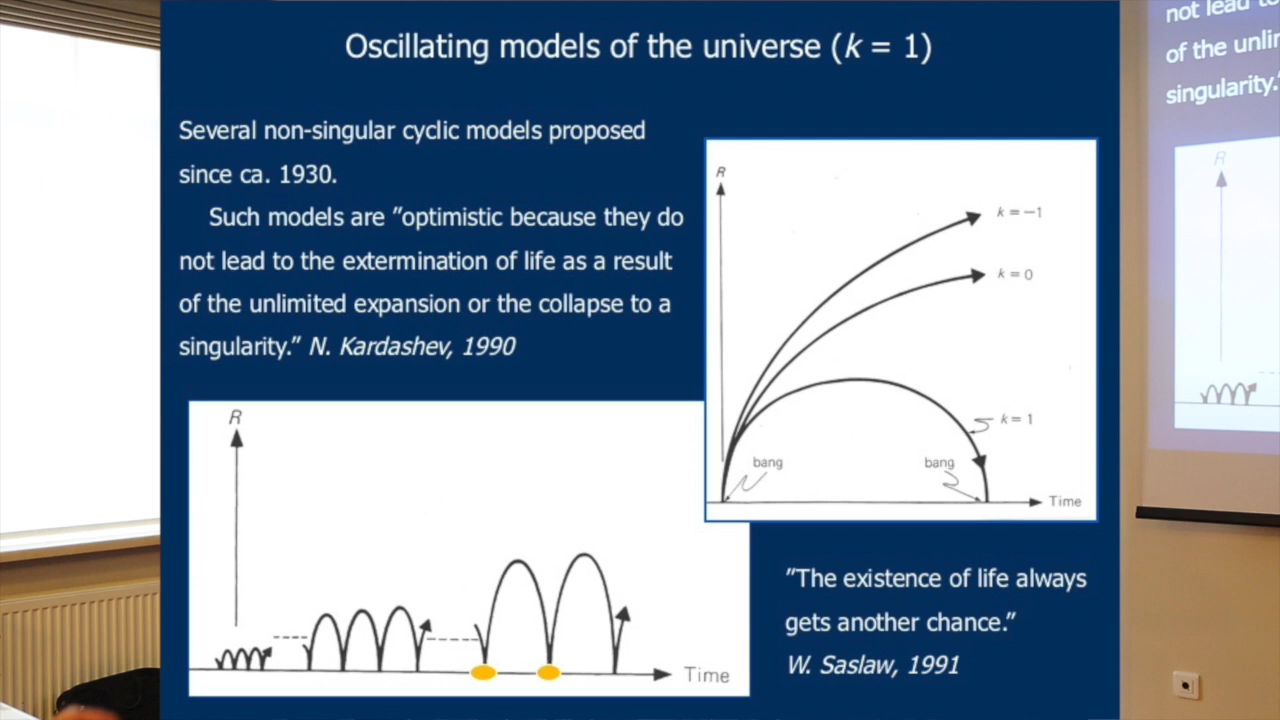 Oscillating models of the universe (k = 1)
Several non-singular cyclic models proposed
since ca. 1930.
Such models are ”optimistic because they do
not lead to the extermination of life as a result
of the unlimited expansion or the collapse to a
singularity.” N. Kardashev, 1990
R
k = −1
k = 0
k = 1
bang
bang
Time
R
Time
”The existence of life always
gets another chance.”
W. Saslaw, 1991
not lead to
of the unlim
singularity.”
R